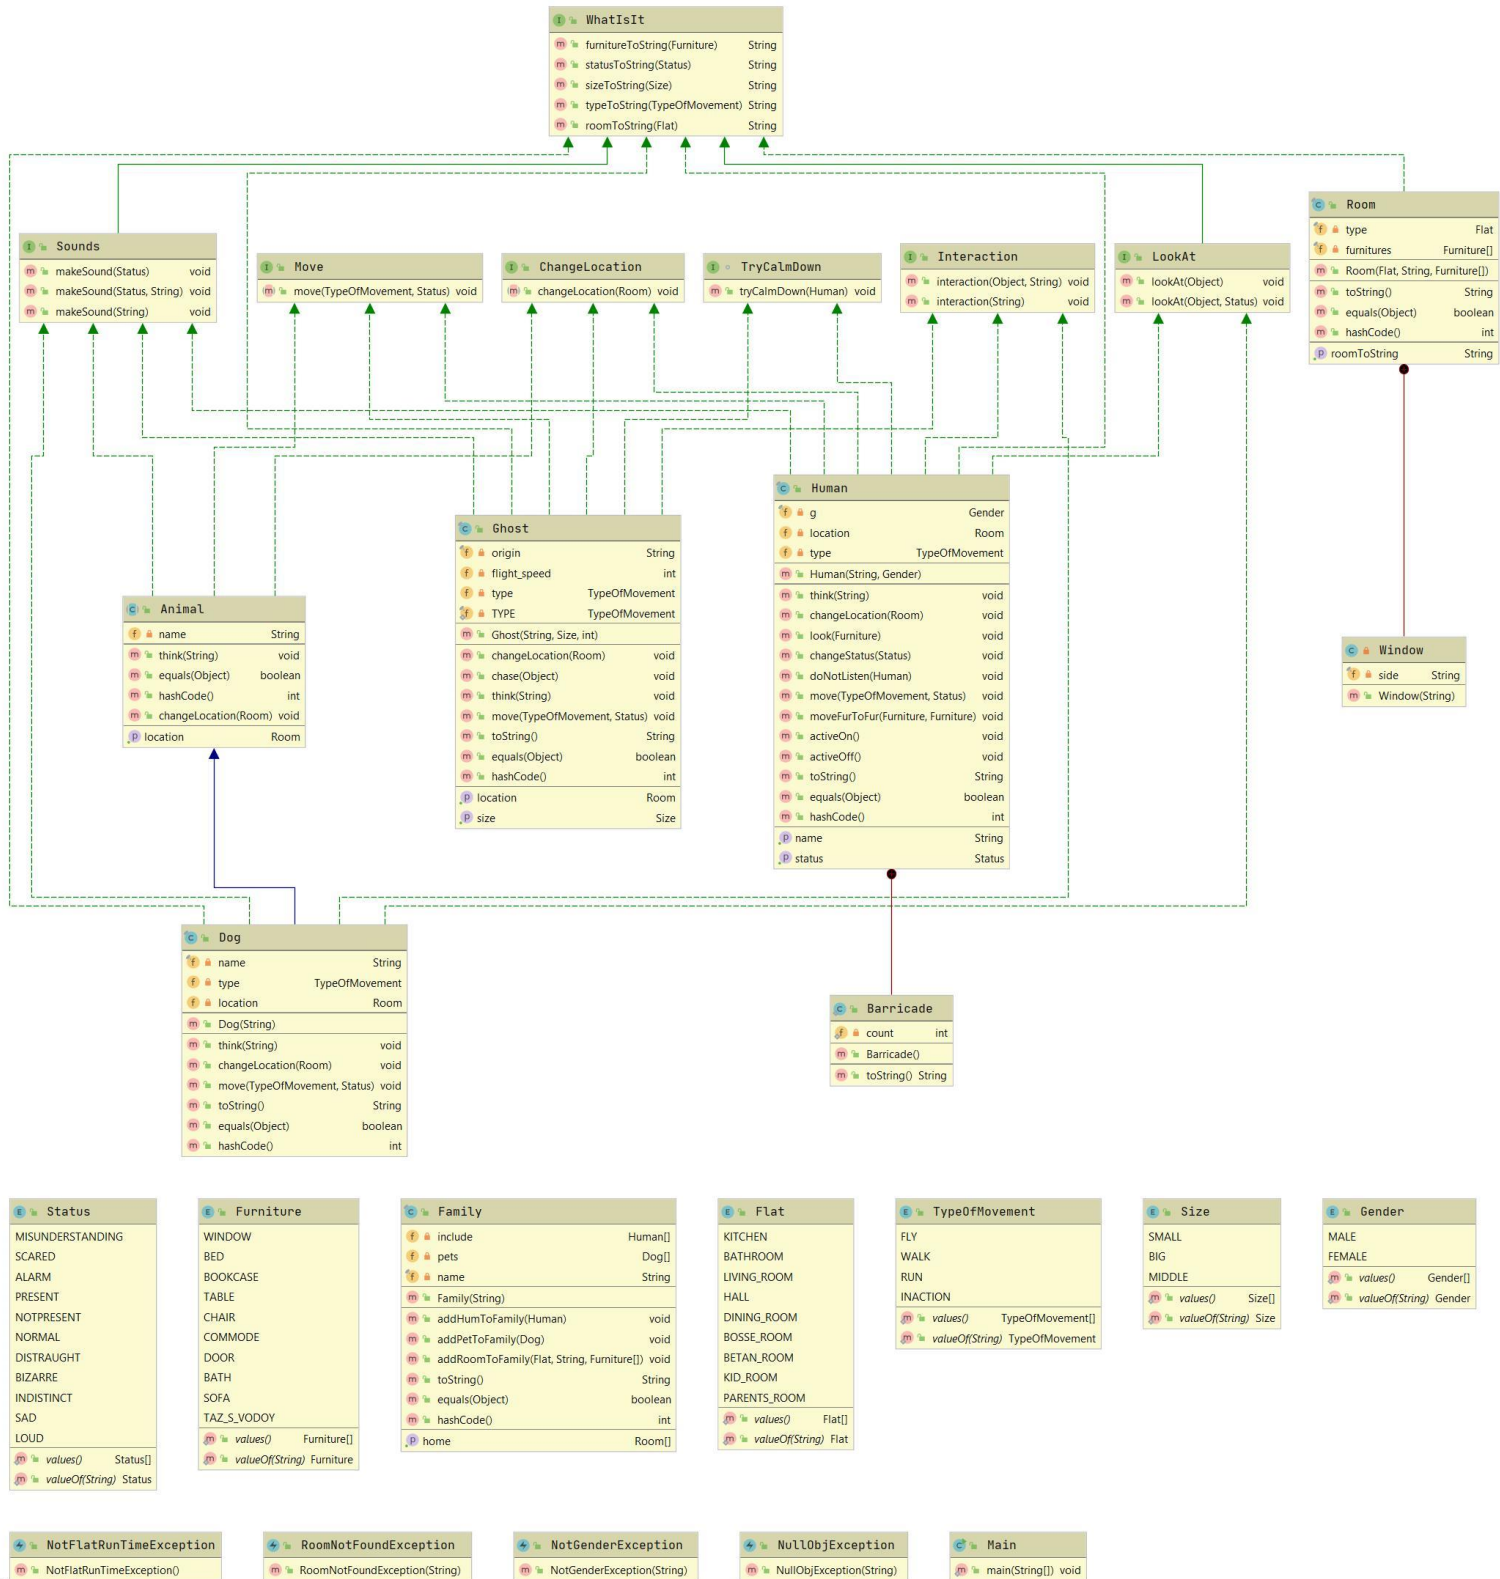 WhatIsIt
furnitureToString(Furniture) String
statusToString(Status) String
sizeToString(Size) String
typeToString(TypeOfMovement) String
roomToString(Flat) String
Room
type Flat
furnitures Furniture[]
Room(Flat, String, Furniture[])
toString() String
equals(Object) boolean
hashCode() int
roomToString String
Sounds
makeSound(Status) void
makeSound(Status, String) void
makeSound(String) void
Move
move(TypeOfMovement, Status) void
ChangeLocation
changeLocation(Room) void
TryCalmDown
tryCalmDown(Human) void
Interaction
interaction(Object, String) void
interaction(String) void
LookAt
lookAt(Object) void
lookAt(Object, Status) void
Human
g Gender
location Room
type TypeOfMovement
Human(String, Gender)
think(String) void
changeLocation(Room) void
look(Furniture) void
changeStatus(Status) void
doNotListen(Human) void
move(TypeOfMovement, Status) void
moveFurToFur(Furniture, Furniture) void
activeOn() void
activeOff() void
toString() String
equals(Object) boolean
hashCode() int
name String
status Status
Ghost
origin String
flight_speed int
type TypeOfMovement
TYPE TypeOfMovement
Ghost(String, Size, int)
changeLocation(Room) void
chase(Object) void
think(String) void
move(TypeOfMovement, Status) void
toString() String
equals(Object) boolean
hashCode() int
location Room
size Size
Animal
name String
think(String) void
equals(Object) boolean
hashCode() int
changeLocation(Room) void
location Room
Window
side String
Window(String)
Dog
name String
type TypeOfMovement
location Room
Dog(String)
think(String) void
changeLocation(Room) void
move(TypeOfMovement, Status) void
toString() String
equals(Object) boolean
hashCode() int
Barricade
count int
Barricade()
toString() String
Status
MISUNDERSTANDING
SCARED
ALARM
PRESENT
NOTPRESENT
NORMAL
DISTRAUGHT
BIZARRE
INDISTINCT
SAD
LOUD
values() Status[]
valueOf(String) Status
Furniture
WINDOW
BED
BOOKCASE
TABLE
CHAIR
COMMODE
DOOR
BATH
SOFA
TAZ_S_VODOY
values() Furniture[]
valueOf(String) Furniture
Family
include Human[]
pets Dog[]
name String
Family(String)
addHumToFamily(Human) void
addPetToFamily(Dog) void
addRoomToFamily(Flat, String, Furniture[]) void
toString() String
equals(Object) boolean
hashCode() int
home Room[]
Flat
KITCHEN
BATHROOM
LIVING_ROOM
HALL
DINING_ROOM
BOSSE_ROOM
BETAN_ROOM
KID_ROOM
PARENTS_ROOM
values() Flat[]
valueOf(String) Flat
TypeOfMovement
FLY
WALK
RUN
INACTION
values() TypeOfMovement[]
valueOf(String) TypeOfMovement
Size
SMALL
BIG
MIDDLE
values() Size[]
valueOf(String) Size
Gender
MALE
FEMALE
values() Gender[]
valueOf(String) Gender
NotFlatRunTimeException
NotFlatRunTimeException()
RoomNotFoundException
RoomNotFoundException(String)
NotGenderException
NotGenderException(String)
NullObjException
NullObjException(String)
Main
main(String[]) void